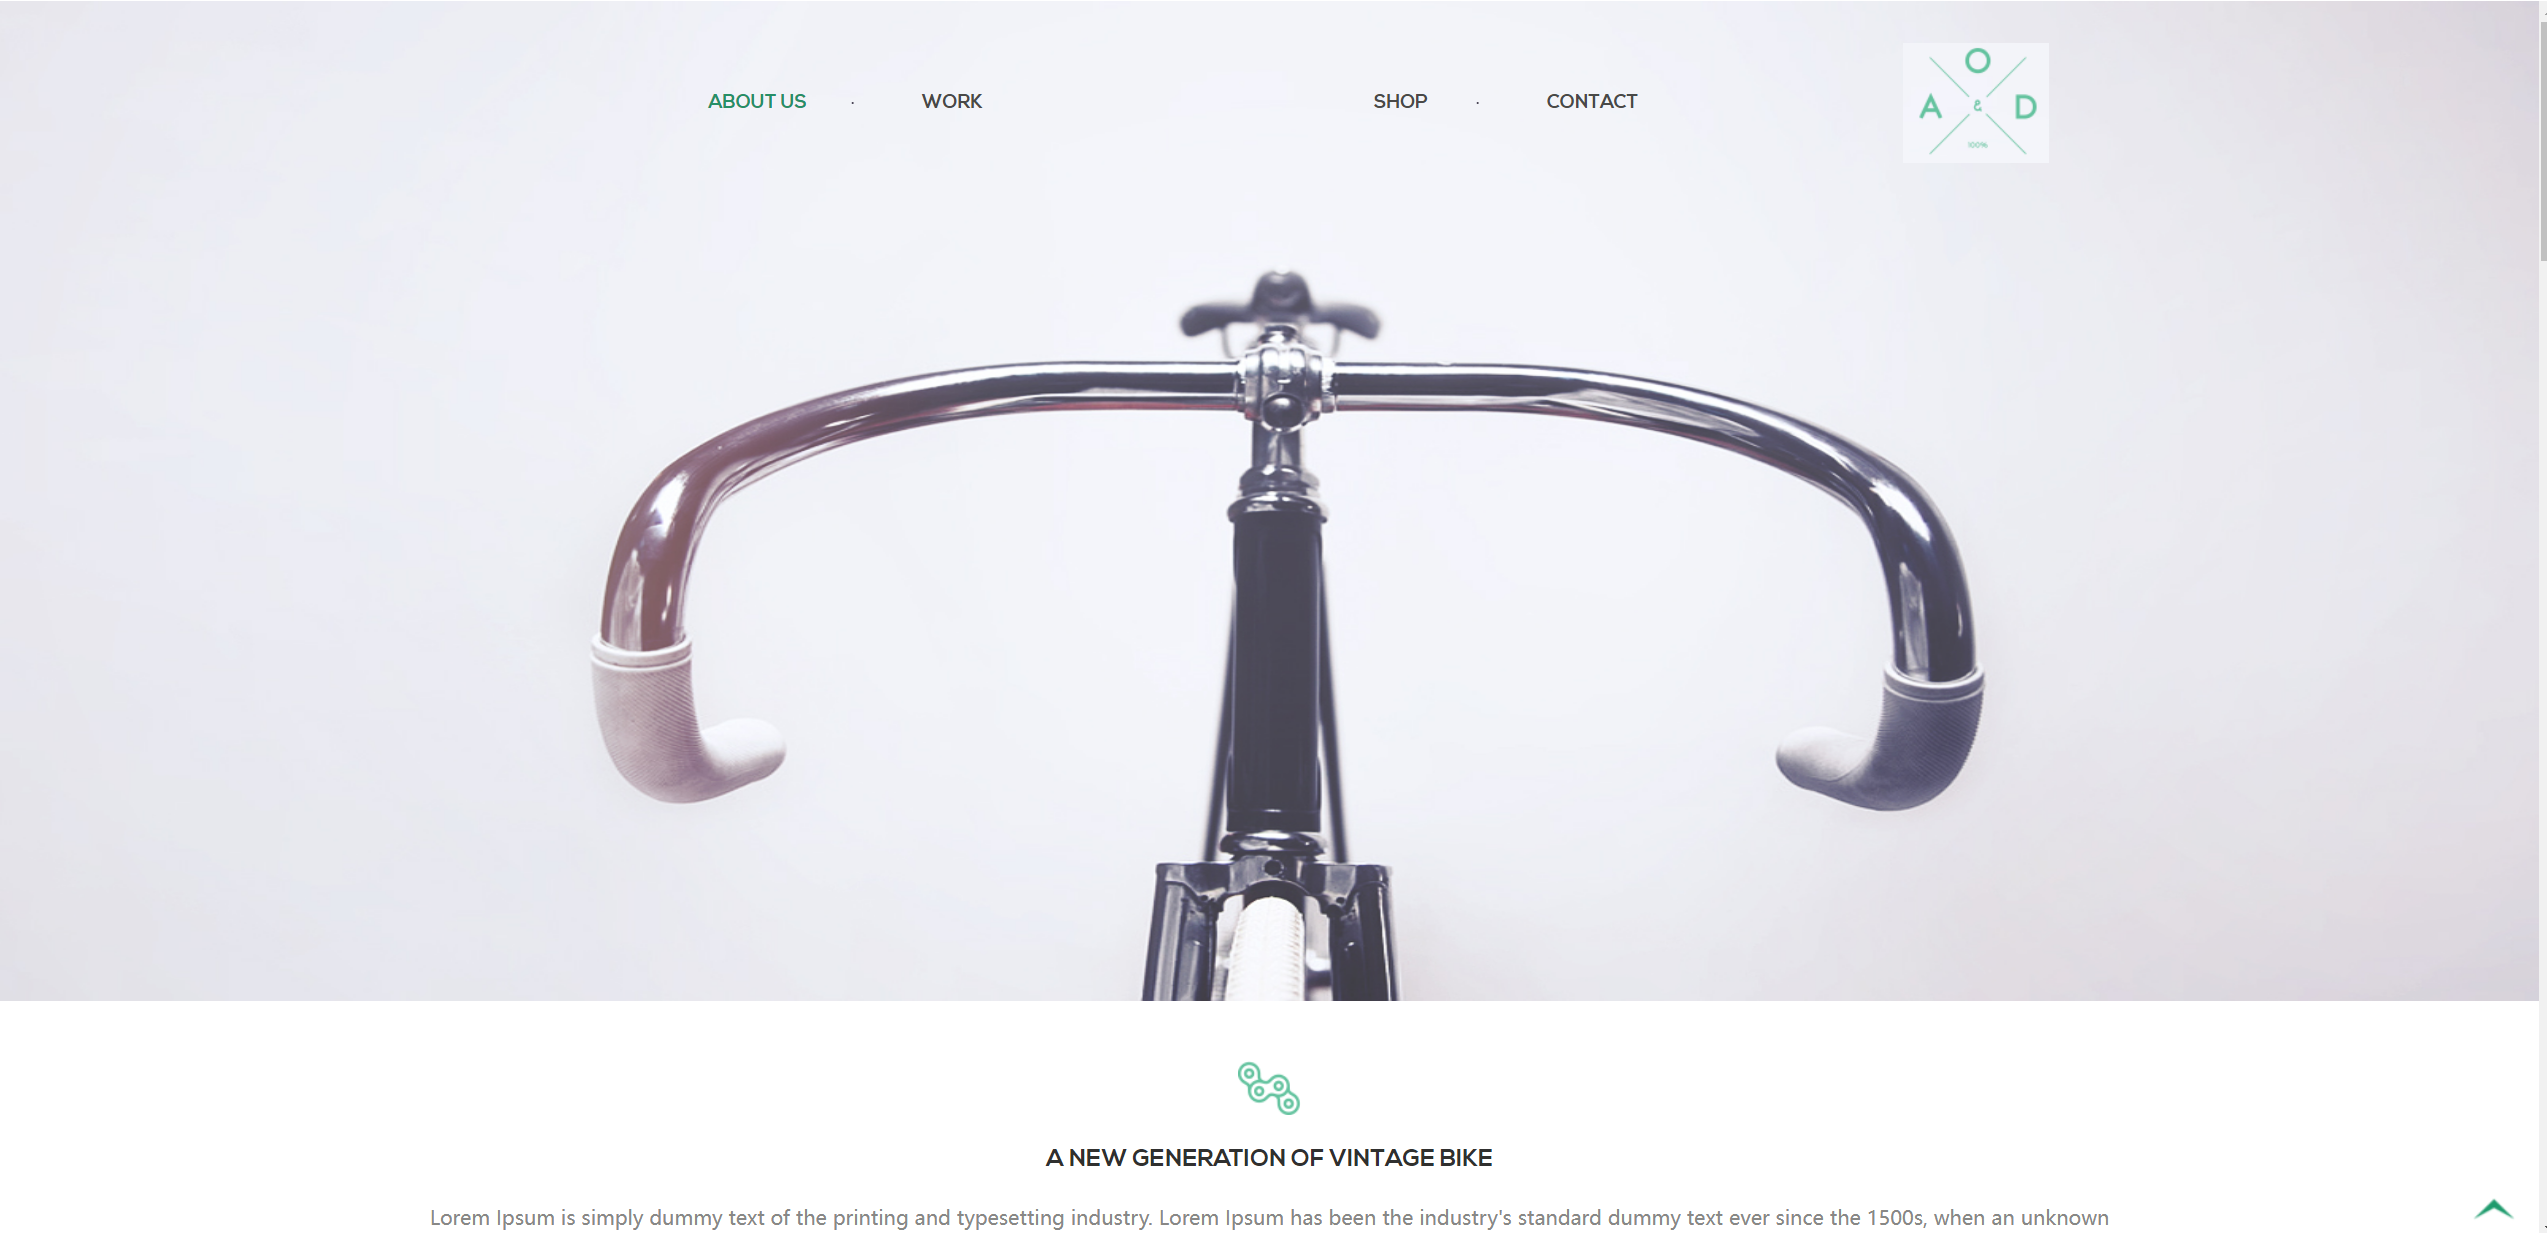 ABOUT US · WORK SHOP · CONTACT
O
A & D
100%
A NEW GENERATION OF VINTAGE BIKE
Lorem Ipsum is simply dummy text of the printing and typesetting industry. Lorem Ipsum has been the industry's standard dummy text ever since the 1500s, when an unknown